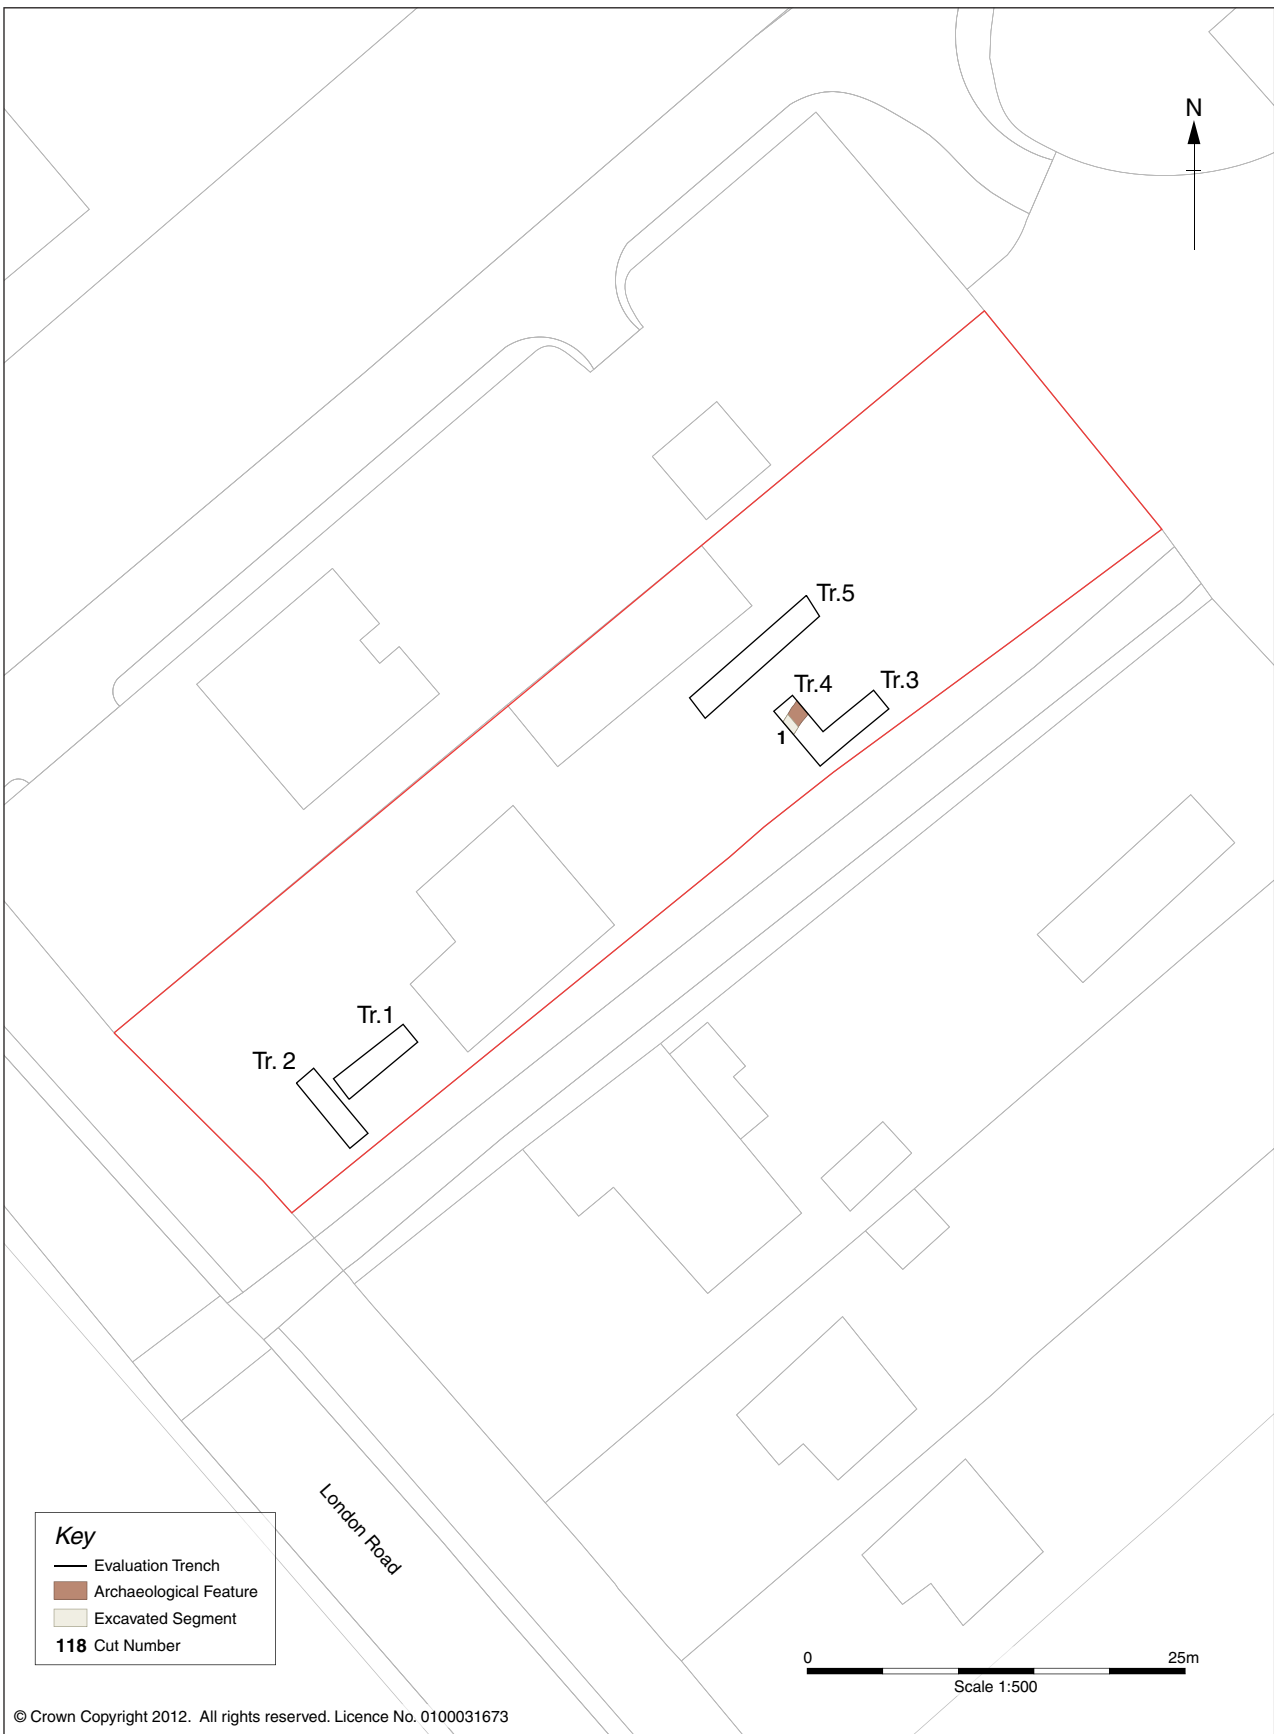 N
Tr.5
Tr.4
Tr.3
1
Tr.1
Tr. 2
London Road
Key
Evaluation Trench
Archaeological Feature
Excavated Segment
118 Cut Number
0 25m
Scale 1:500
© Crown Copyright 2012. All rights reserved. Licence No. 0100031673